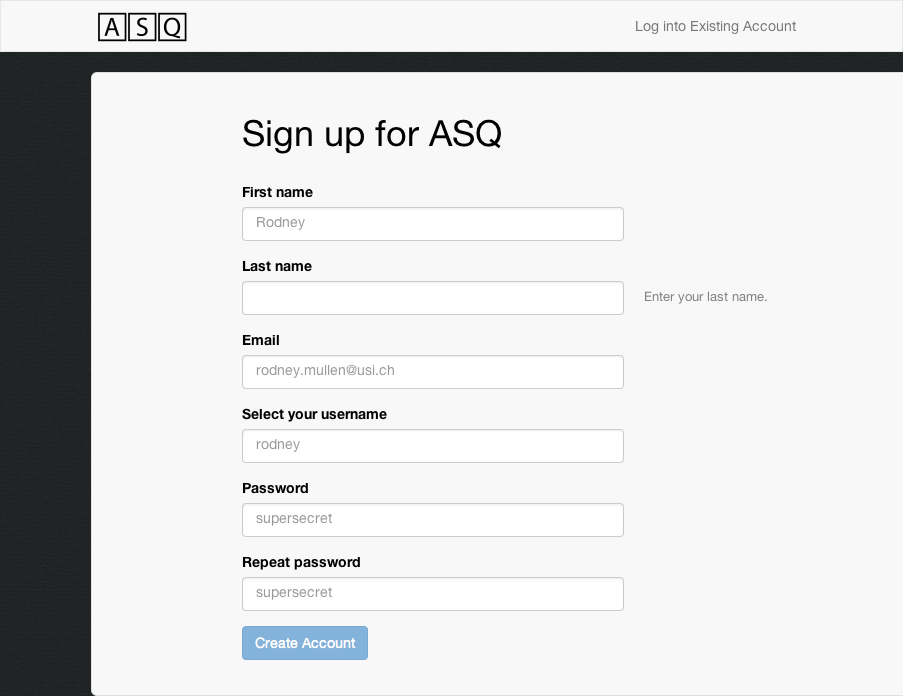 ASQ
Log into Existing Account
Sign up for ASQ
First name
Rodney
Last name
Enter your last name.
Email
rodney.mullen@usi.ch
Select your username
rodney
Password
supersecret
Repeat password
supersecret
Create Account